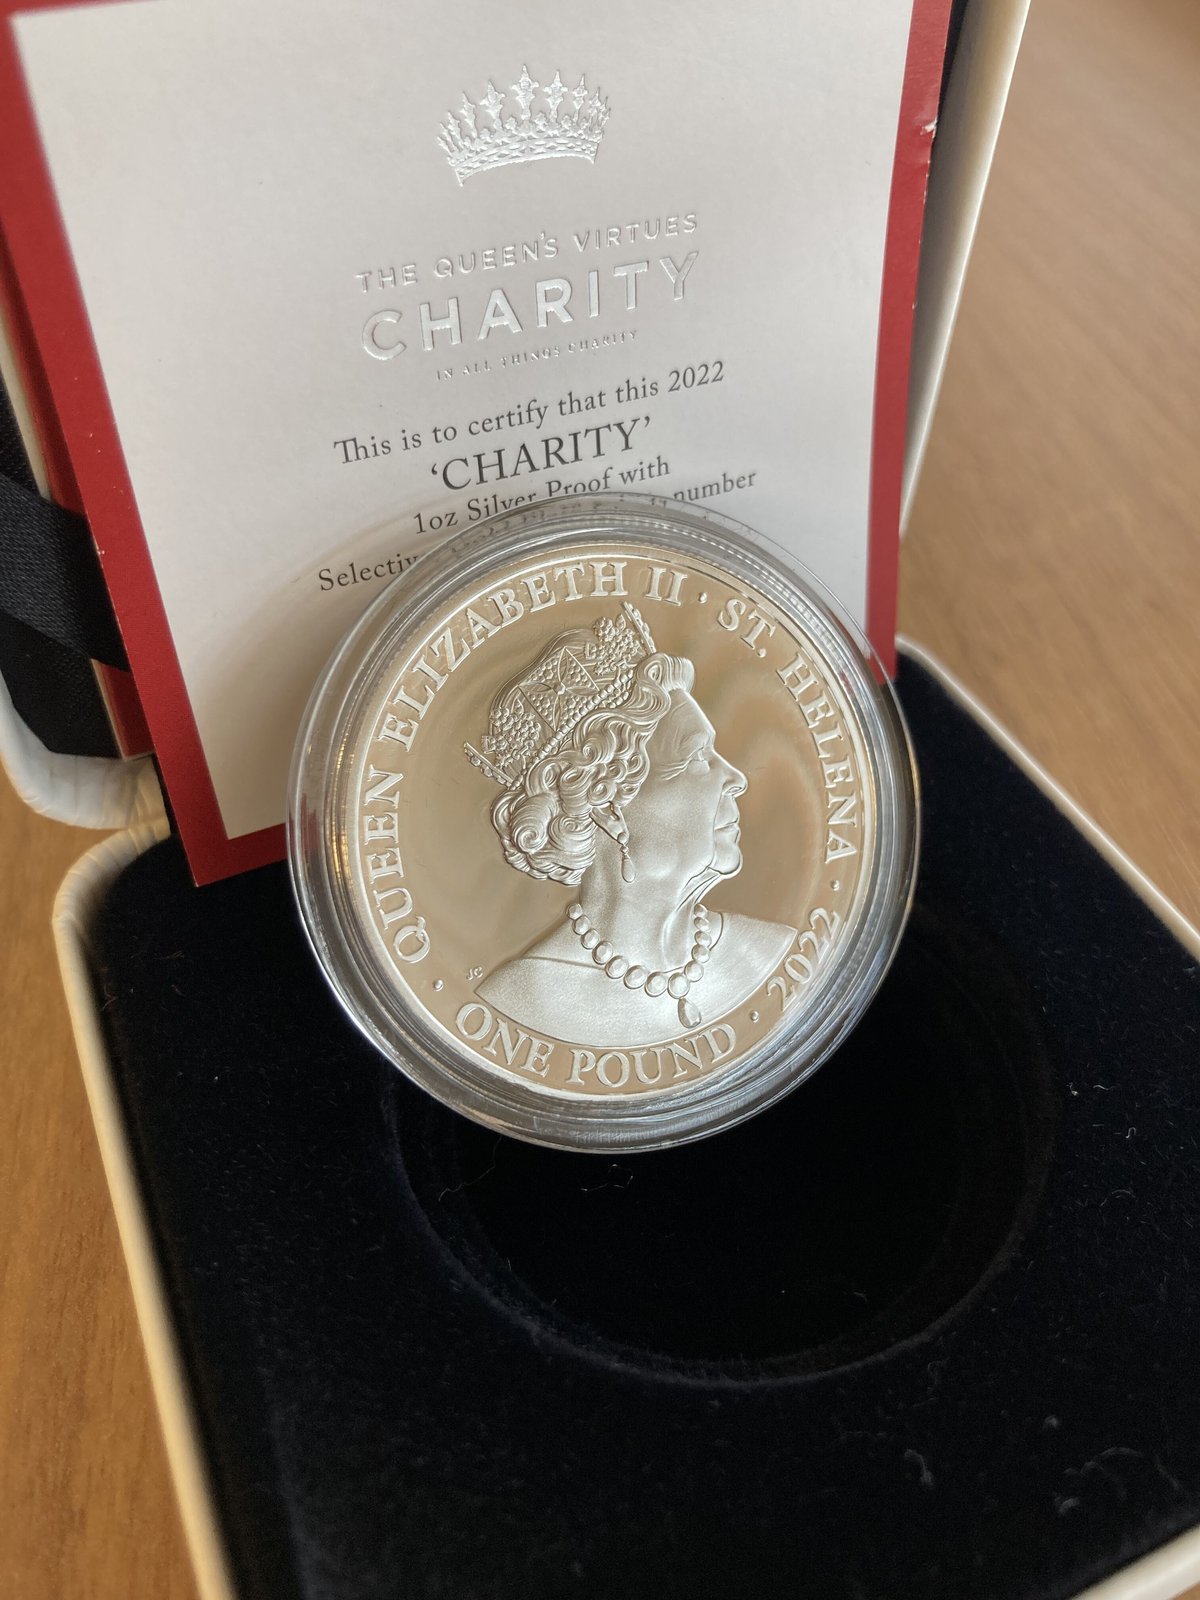 THE QUEEN'S VIRTUES
CHARITY
IN ALL THINGS CHARITY
This is to certify that this 2022
‘CHARITY’
1oz Silver Proof with
number
QUEEN ELIZABETH II · ST. HELENA · 2022 · ONE POUND ·
JC